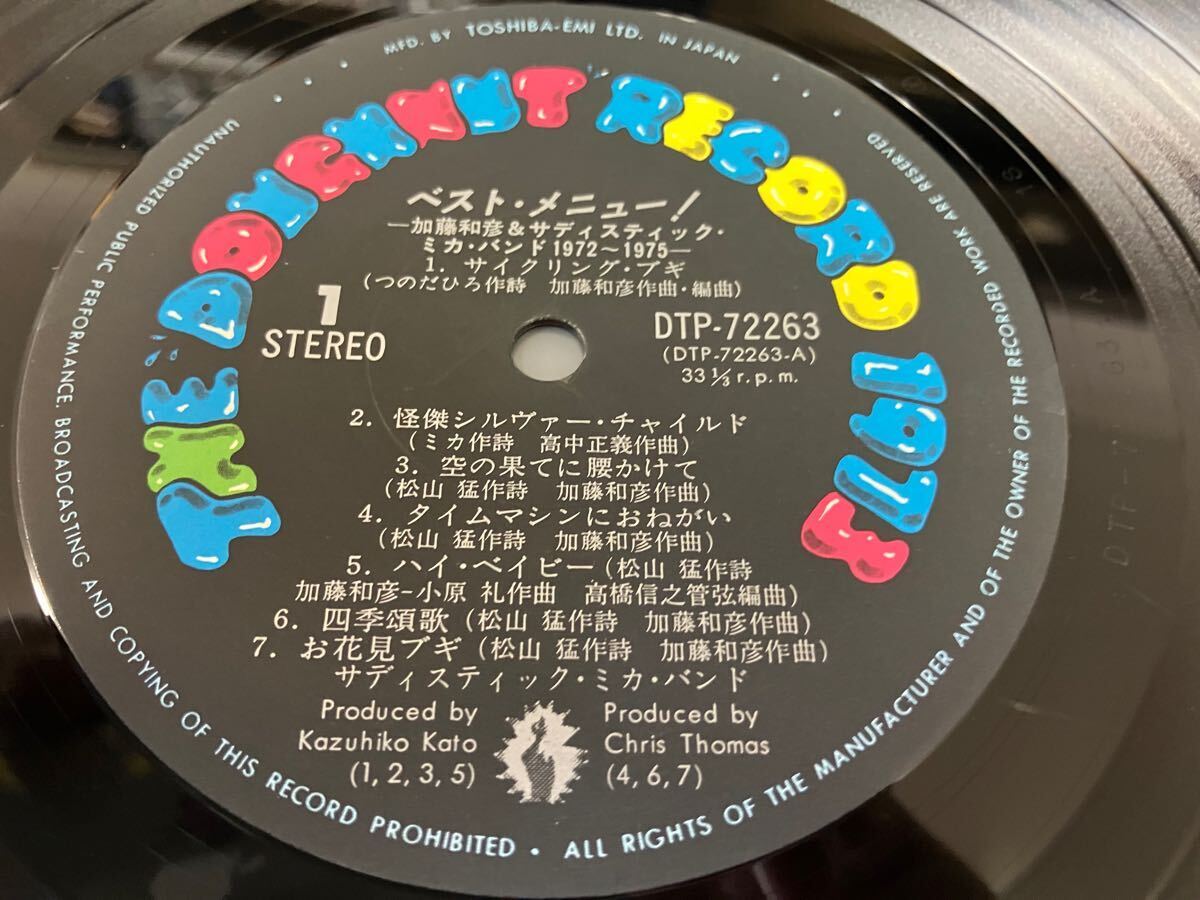 MFD. BY TOSHIBA-EMI LTD. IN JAPAN
THE DOUGHNUT RECORD 1971
ベスト・メニュー！
―加藤和彦&サディスティック・
ミカ・バンド1972〜1975―
1. サイクリング・ブギ
(つのだひろ作詩 加藤和彦作曲・編曲)
1
STEREO
DTP-72263
(DTP-72263-A)
33 1/3 r.p.m.
2. 怪傑シルヴァー・チャイルド
(ミカ作詩 高中正義作曲)
3. 空の果てに腰かけて
(松山 猛作詩 加藤和彦作曲)
4. タイムマシンにおねがい
(松山 猛作詩 加藤和彦作曲)
5. ハイ・ベイビー (松山 猛作詩
加藤和彦-小原 礼作曲 高橋信之管弦編曲)
6. 四季頌歌 (松山 猛作詩 加藤和彦作曲)
7. お花見ブギ (松山 猛作詩 加藤和彦作曲)
サディスティック・ミカ・バンド
Produced by
Kazuhiko Kato
(1, 2, 3, 5)
Produced by
Chris Thomas
(4, 6, 7)
UNAUTHORIZED PUBLIC PERFORMANCE, BROADCASTING AND COPYING OF THIS RECORD PROHIBITED • ALL RIGHTS OF THE MANUFACTURER AND OF THE OWNER OF THE RECORDED WORK ARE RESERVED